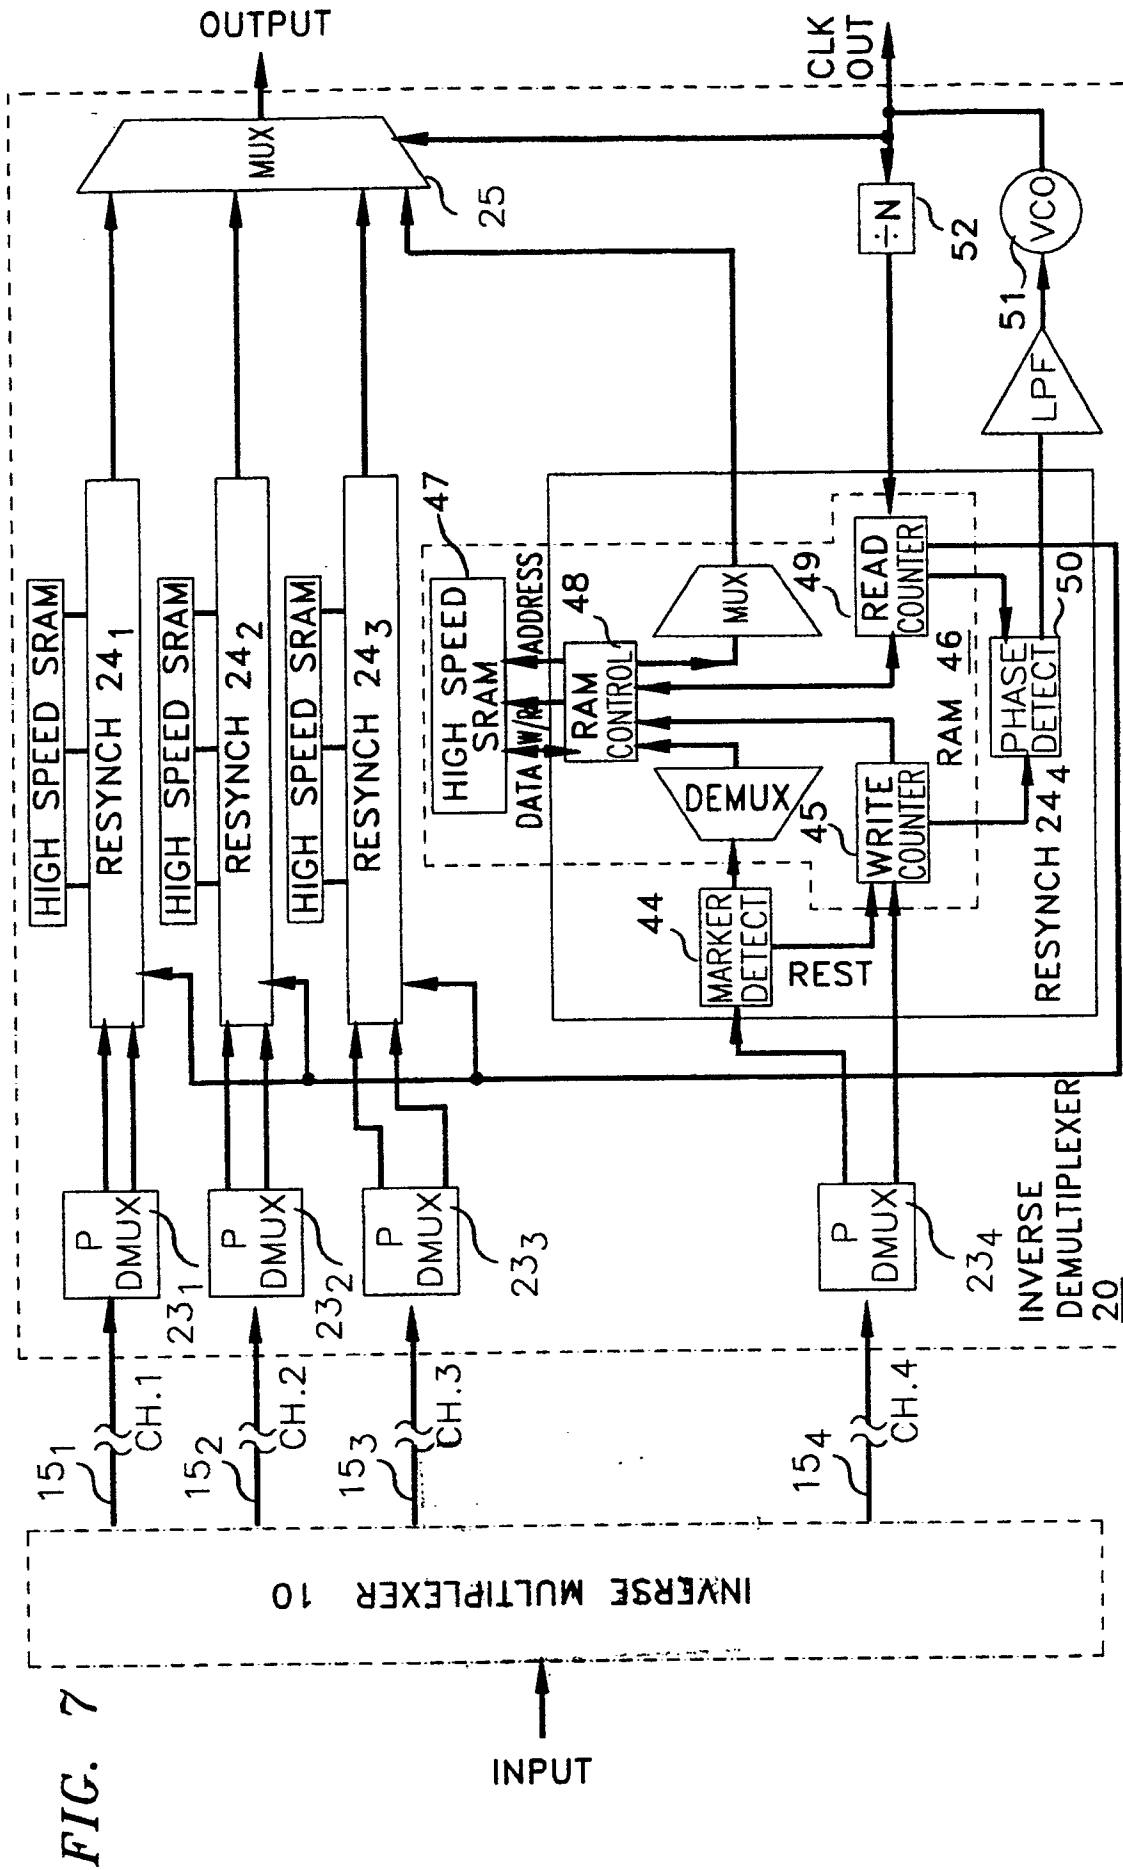 FIG. 7
INPUT
INVERSE MULTIPLEXER 10
15₁
CH.1
15₂
CH.2
15₃
CH.3
15₄
CH.4
P
DMUX
23₁
P
DMUX
23₂
P
DMUX
23₃
P
DMUX
23₄
INVERSE
DEMULTIPLEXER
20
HIGH SPEED SRAM
RESYNCH 24₁
HIGH SPEED SRAM
RESYNCH 24₂
HIGH SPEED SRAM
RESYNCH 24₃
HIGH SPEED
SRAM
47
DATA
W/R
ADDRESS
RAM
CONTROL
48
44
MARKER
DETECT
REST
DEMUX
MUX
45
WRITE
COUNTER
49
READ
COUNTER
RAM 46
PHASE
DETECT
50
RESYNCH 24₄
LPF
51
VCO
÷N
52
MUX
25
OUTPUT
CLK
OUT